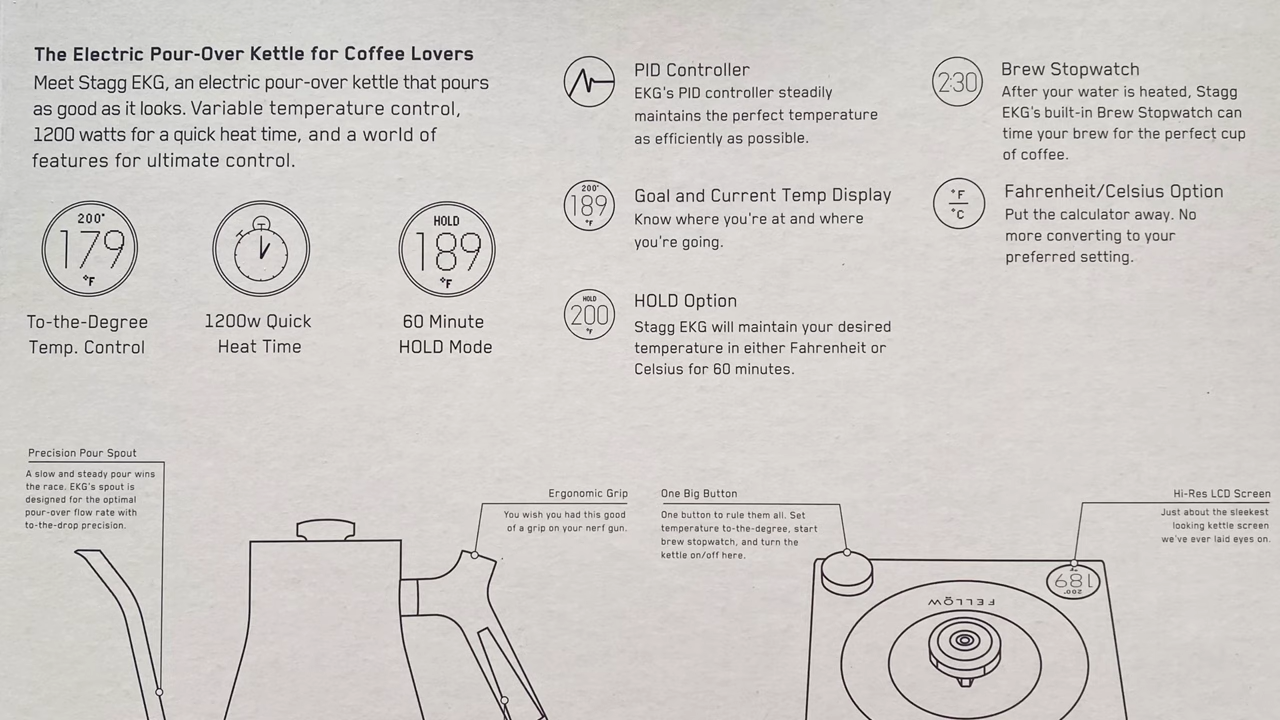 The Electric Pour-Over Kettle for Coffee Lovers
Meet Stagg EKG, an electric pour-over kettle that pours
as good as it looks. Variable temperature control,
1200 watts for a quick heat time, and a world of
features for ultimate control.
200°
179
°F
To-the-Degree
Temp. Control
1200w Quick
Heat Time
HOLD
189
°F
60 Minute
HOLD Mode
PID Controller
EKG's PID controller steadily
maintains the perfect temperature
as efficiently as possible.
200°
189
°F
Goal and Current Temp Display
Know where you're at and where
you're going.
HOLD
200
°F
HOLD Option
Stagg EKG will maintain your desired
temperature in either Fahrenheit or
Celsius for 60 minutes.
2:30
Brew Stopwatch
After your water is heated, Stagg
EKG's built-in Brew Stopwatch can
time your brew for the perfect cup
of coffee.
°F
°C
Fahrenheit/Celsius Option
Put the calculator away. No
more converting to your
preferred setting.
Precision Pour Spout
A slow and steady pour wins
the race. EKG's spout is
designed for the optimal
pour-over flow rate with
to-the-drop precision.
Ergonomic Grip
You wish you had this good
of a grip on your nerf gun.
One Big Button
One button to rule them all. Set
temperature to-the-degree, start
brew stopwatch, and turn the
kettle on/off here.
Hi-Res LCD Screen
Just about the sleekest
looking kettle screen
we've ever laid eyes on.
°F
189
200°
FELLOW